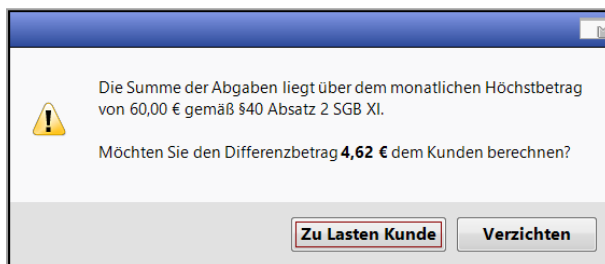 Die Summe der Abgaben liegt über dem monatlichen Höchstbetrag
von 60,00 € gemäß §40 Absatz 2 SGB XI.
Möchten Sie den Differenzbetrag 4,62 € dem Kunden berechnen?
Zu Lasten Kunde
Verzichten